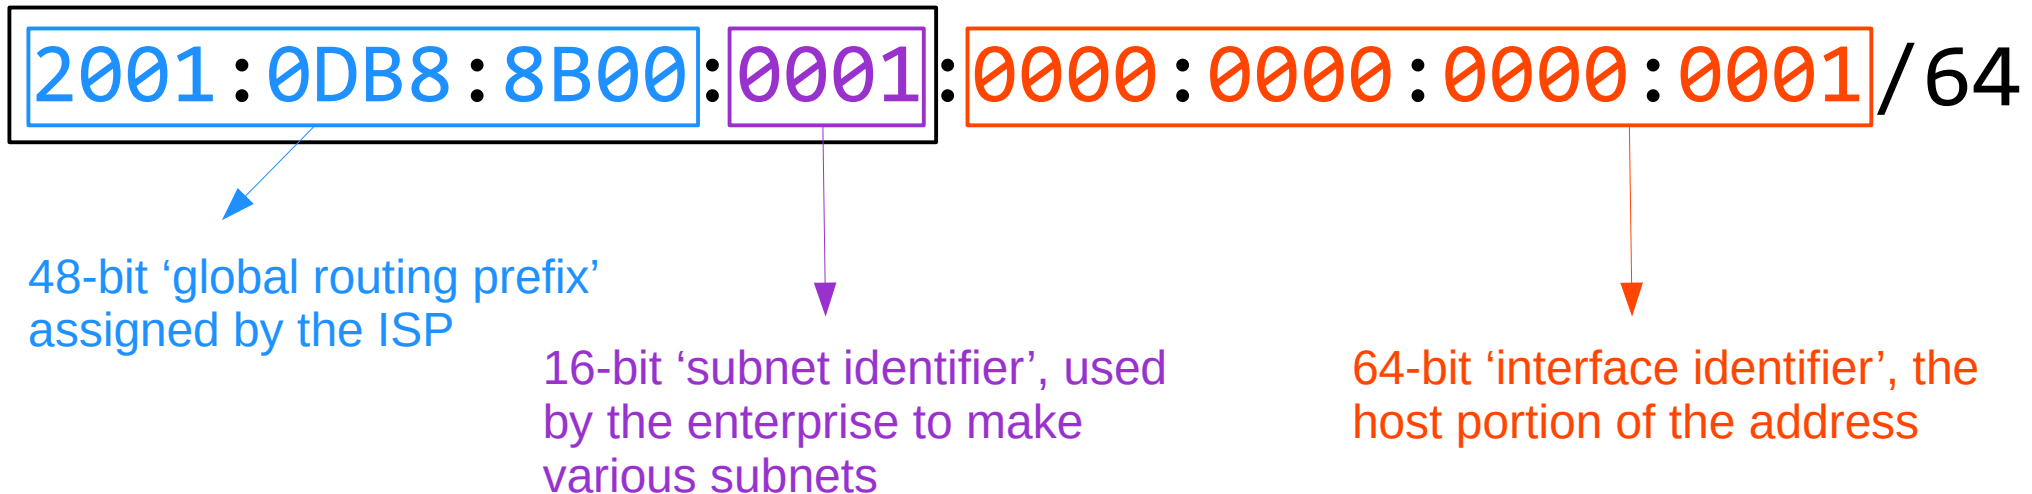 2001:0DB8:8B00:0001:0000:0000:0000:0001/64
48-bit ‘global routing prefix’
assigned by the ISP
16-bit ‘subnet identifier’, used
by the enterprise to make
various subnets
64-bit ‘interface identifier’, the
host portion of the address